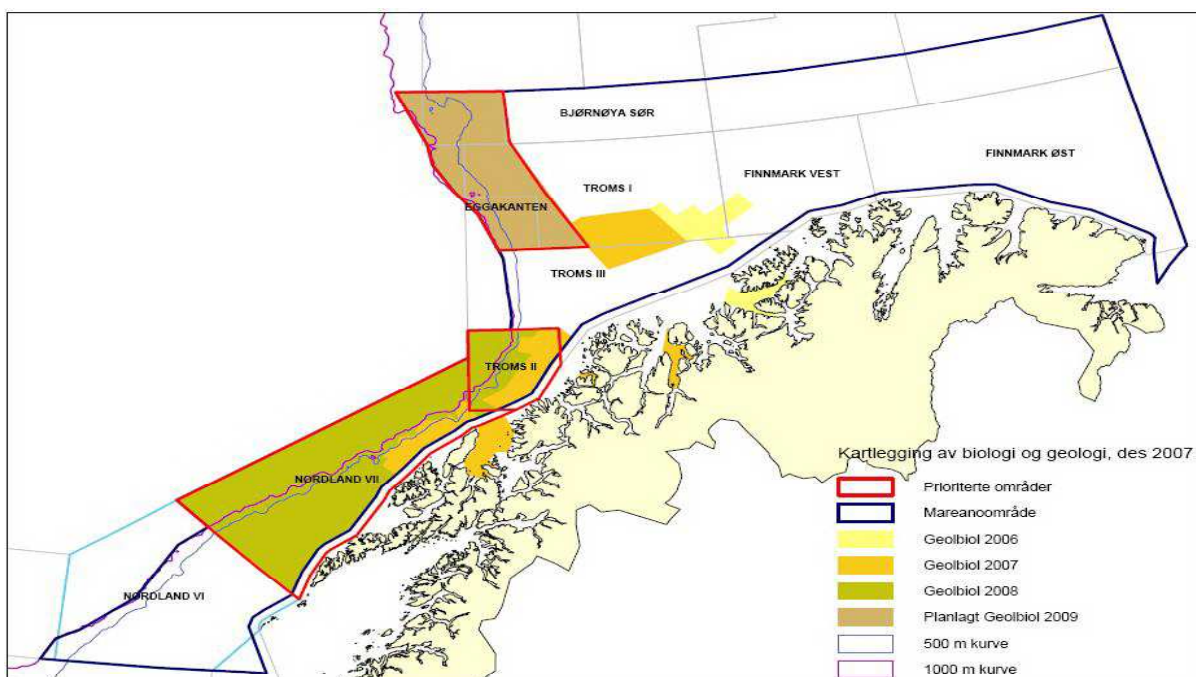 BJØRNØYA SØR
FINNMARK ØST
FINNMARK VEST
TROMS I
EGGAKANTEN
TROMS III
TROMS II
NORDLAND VII
NORDLAND VI
Kartlegging av biologi og geologi, des 2007
Prioriterte områder
Mareanoområde
Geolbiol 2006
Geolbiol 2007
Geolbiol 2008
Planlagt Geolbiol 2009
500 m kurve
1000 m kurve